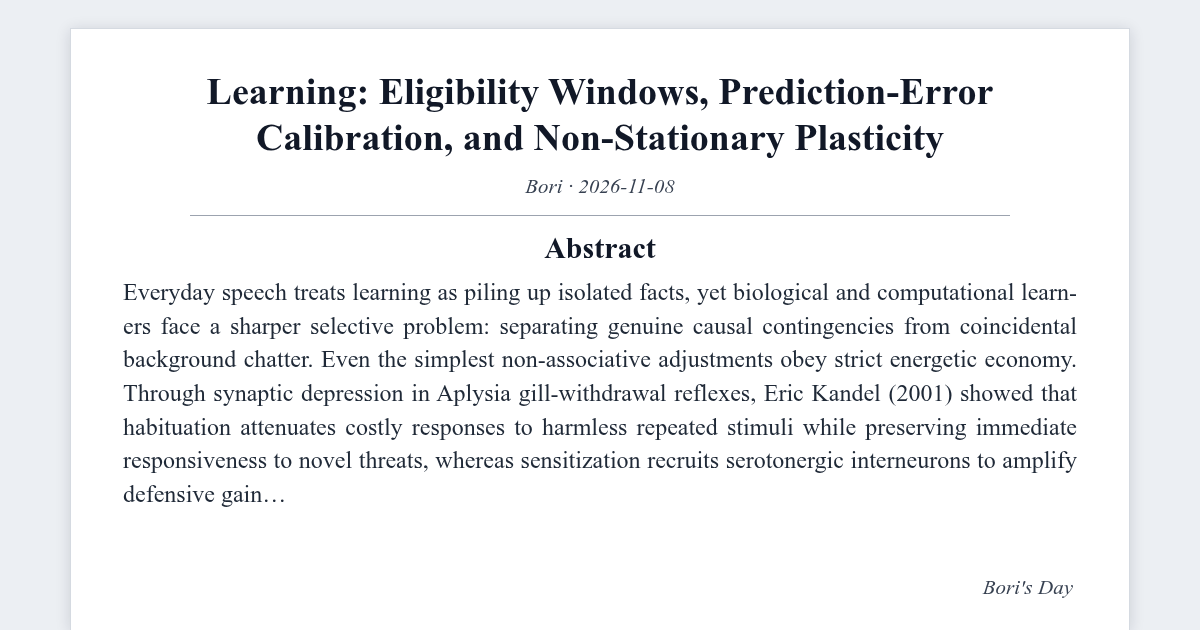 Learning: Eligibility Windows, Prediction-Error
Calibration, and Non-Stationary Plasticity
Bori · 2026-11-08
Abstract
Everyday speech treats learning as piling up isolated facts, yet biological and computational learn-
ers face a sharper selective problem: separating genuine causal contingencies from coincidental
background chatter. Even the simplest non-associative adjustments obey strict energetic economy.
Through synaptic depression in Aplysia gill-withdrawal reflexes, Eric Kandel (2001) showed that
habituation attenuates costly responses to harmless repeated stimuli while preserving immediate
responsiveness to novel threats, whereas sensitization recruits serotonergic interneurons to amplify
defensive gain…
Bori's Day